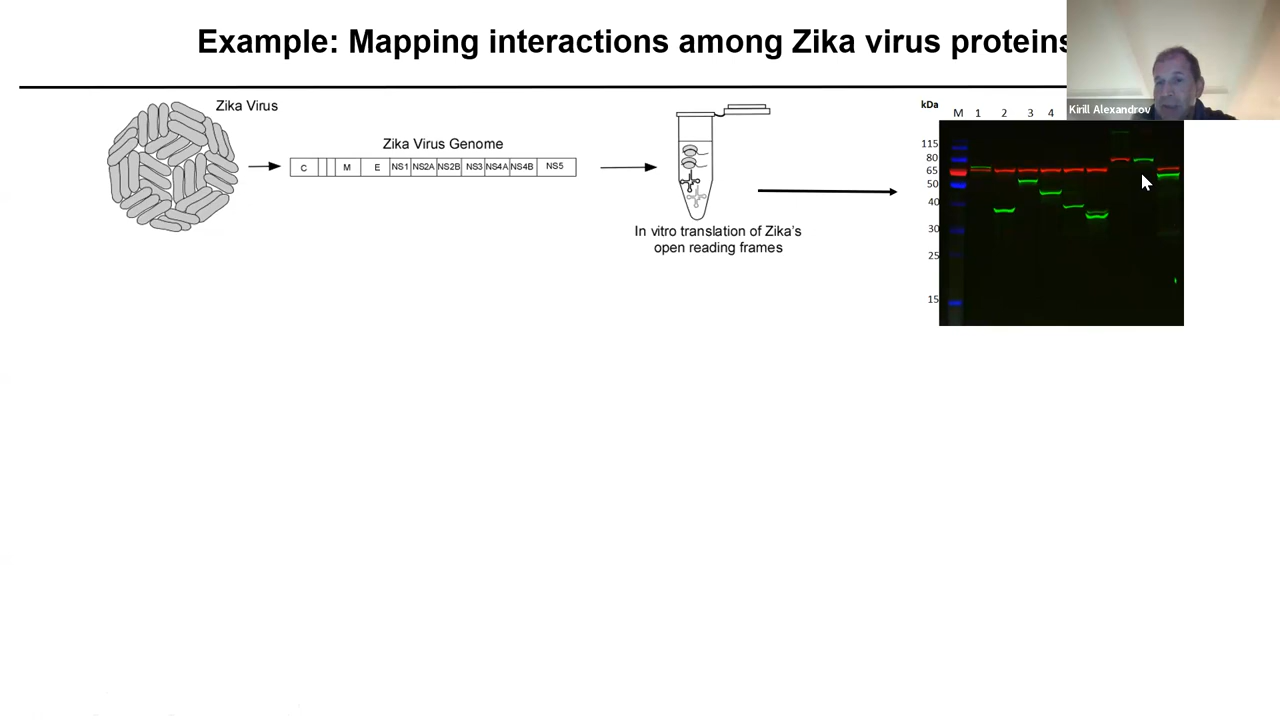 Example: Mapping interactions among Zika virus proteins
Kirill Alexandrov
Zika Virus
Zika Virus Genome
C M E NS1 NS2A NS2B NS3 NS4A NS4B NS5
In vitro translation of Zika's
open reading frames
kDa
M 1 2 3 4
115
80
65
50
40
30
25
15